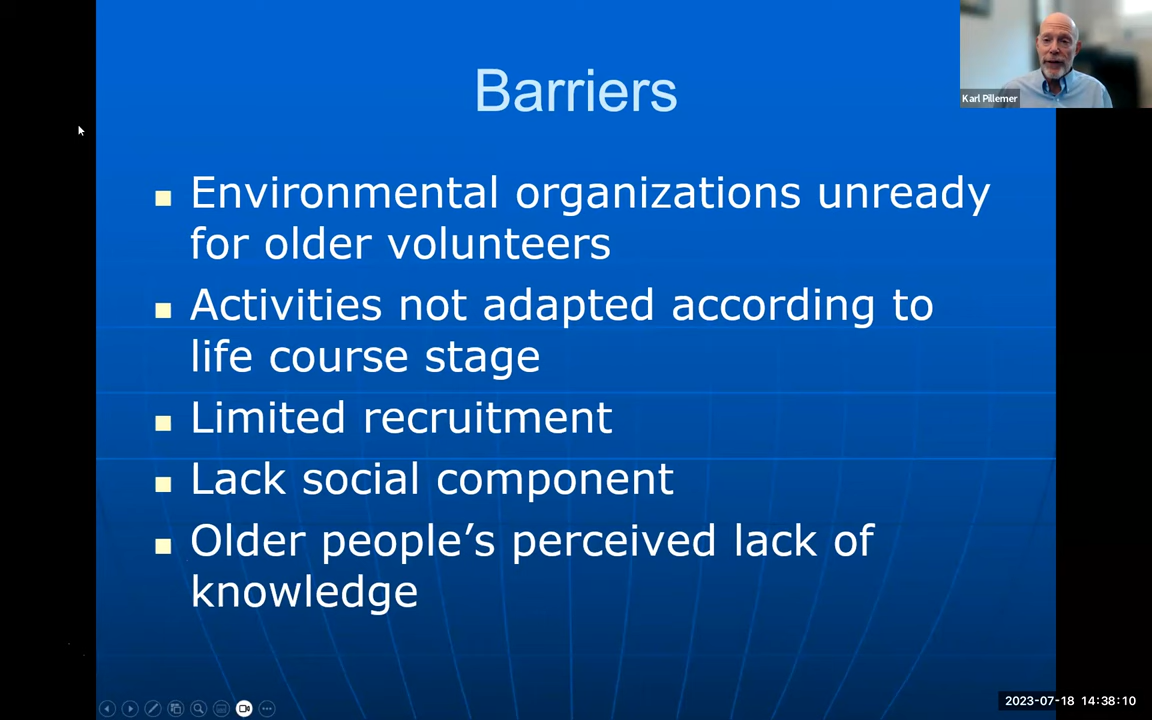 Barriers
Karl Pillemer
Environmental organizations unready
for older volunteers
Activities not adapted according to
life course stage
Limited recruitment
Lack social component
Older people’s perceived lack of
knowledge
2023-07-18 14:38:10